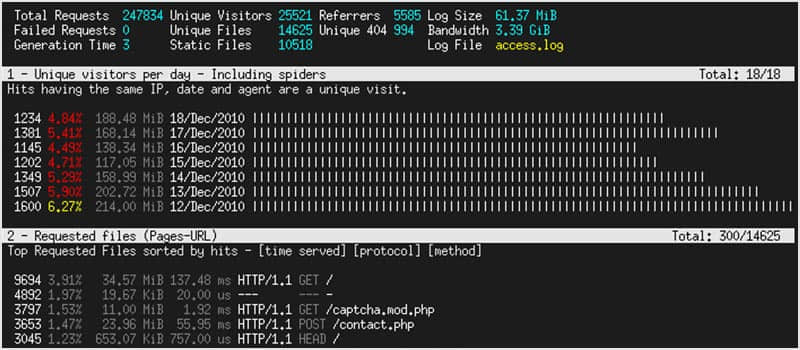 Total Requests 247834 Unique Visitors 25521 Referrers 5585 Log Size 61.37 MiB
Failed Requests 0 Unique Files 14625 Unique 404 994 Bandwidth 3.39 GiB
Generation Time 3 Static Files 10518 Log File access.log
1 - Unique visitors per day - Including spiders Total: 18/18
Hits having the same IP, date and agent are a unique visit.
1234 4.84% 188.48 MiB 18/Dec/2010
1381 5.41% 168.14 MiB 17/Dec/2010
1145 4.49% 138.34 MiB 16/Dec/2010
1202 4.71% 117.05 MiB 15/Dec/2010
1349 5.29% 158.99 MiB 14/Dec/2010
1507 5.90% 202.72 MiB 13/Dec/2010
1600 6.27% 214.00 MiB 12/Dec/2010
2 - Requested files (Pages-URL) Total: 300/14625
Top Requested Files sorted by hits - [time served] [protocol] [method]
9694 3.91% 34.57 MiB 137.48 ms HTTP/1.1 GET /
4892 1.97% 19.67 KiB 20.00 us --- --- -
3797 1.53% 11.00 MiB 1.92 ms HTTP/1.1 GET /captcha.mod.php
3653 1.47% 23.96 MiB 55.95 ms HTTP/1.1 POST /contact.php
3045 1.23% 653.07 KiB 757.00 us HTTP/1.1 HEAD /